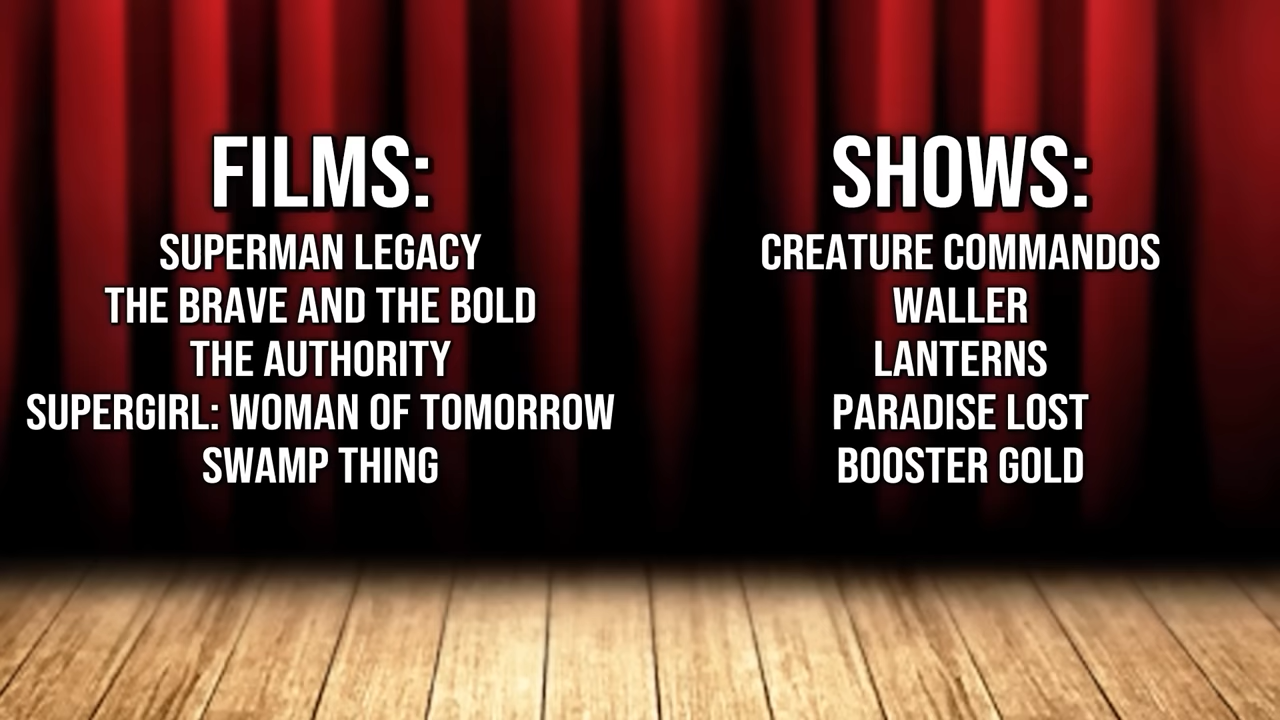 FILMS:
SUPERMAN LEGACY
THE BRAVE AND THE BOLD
THE AUTHORITY
SUPERGIRL: WOMAN OF TOMORROW
SWAMP THING
SHOWS:
CREATURE COMMANDOS
WALLER
LANTERNS
PARADISE LOST
BOOSTER GOLD